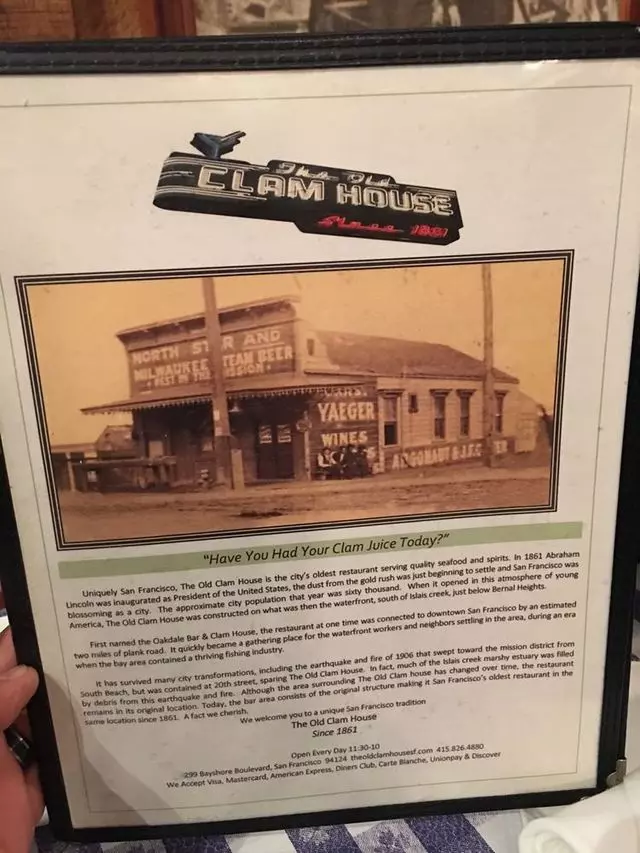 The Old
CLAM HOUSE
Since 1861
NORTH STAR AND
MILWAUKEE STEAM BEER
BEST IN THE MISSION
YAEGER
WINES
ARGONAUT & J.F.C.
"Have You Had Your Clam Juice Today?"
Uniquely San Francisco, The Old Clam House is the city's oldest restaurant serving quality seafood and spirits. In 1861 Abraham
Lincoln was inaugurated as President of the United States, the dust from the gold rush was just beginning to settle and San Francisco was
blossoming as a city. The approximate city population that year was sixty thousand. When it opened in this atmosphere of young
America, The Old Clam House was constructed on what was then the waterfront, south of Islais creek, just below Bernal Heights.
First named the Oakdale Bar & Clam House, the restaurant at one time was connected to downtown San Francisco by an estimated
two miles of plank road. It quickly became a gathering place for the waterfront workers and neighbors settling in the area, during an era
when the bay area contained a thriving fishing industry.
It has survived many city transformations, including the earthquake and fire of 1906 that swept toward the mission district from
South Beach, but was contained at 20th street, sparing The Old Clam House. In fact, much of the Islais creek marshy estuary was filled
by debris from this earthquake and fire. Although the area surrounding The Old Clam house has changed over time, the restaurant
remains in its original location. Today, the bar area consists of the original structure making it San Francisco's oldest restaurant in the
same location since 1861. A fact we cherish.
We welcome you to a unique San Francisco tradition
The Old Clam House
Since 1861
Open Every Day 11:30-10
299 Bayshore Boulevard, San Francisco 94124 theoldclamhousesf.com 415.826.4880
We Accept Visa, Mastercard, American Express, Diners Club, Carte Blanche, Unionpay & Discover